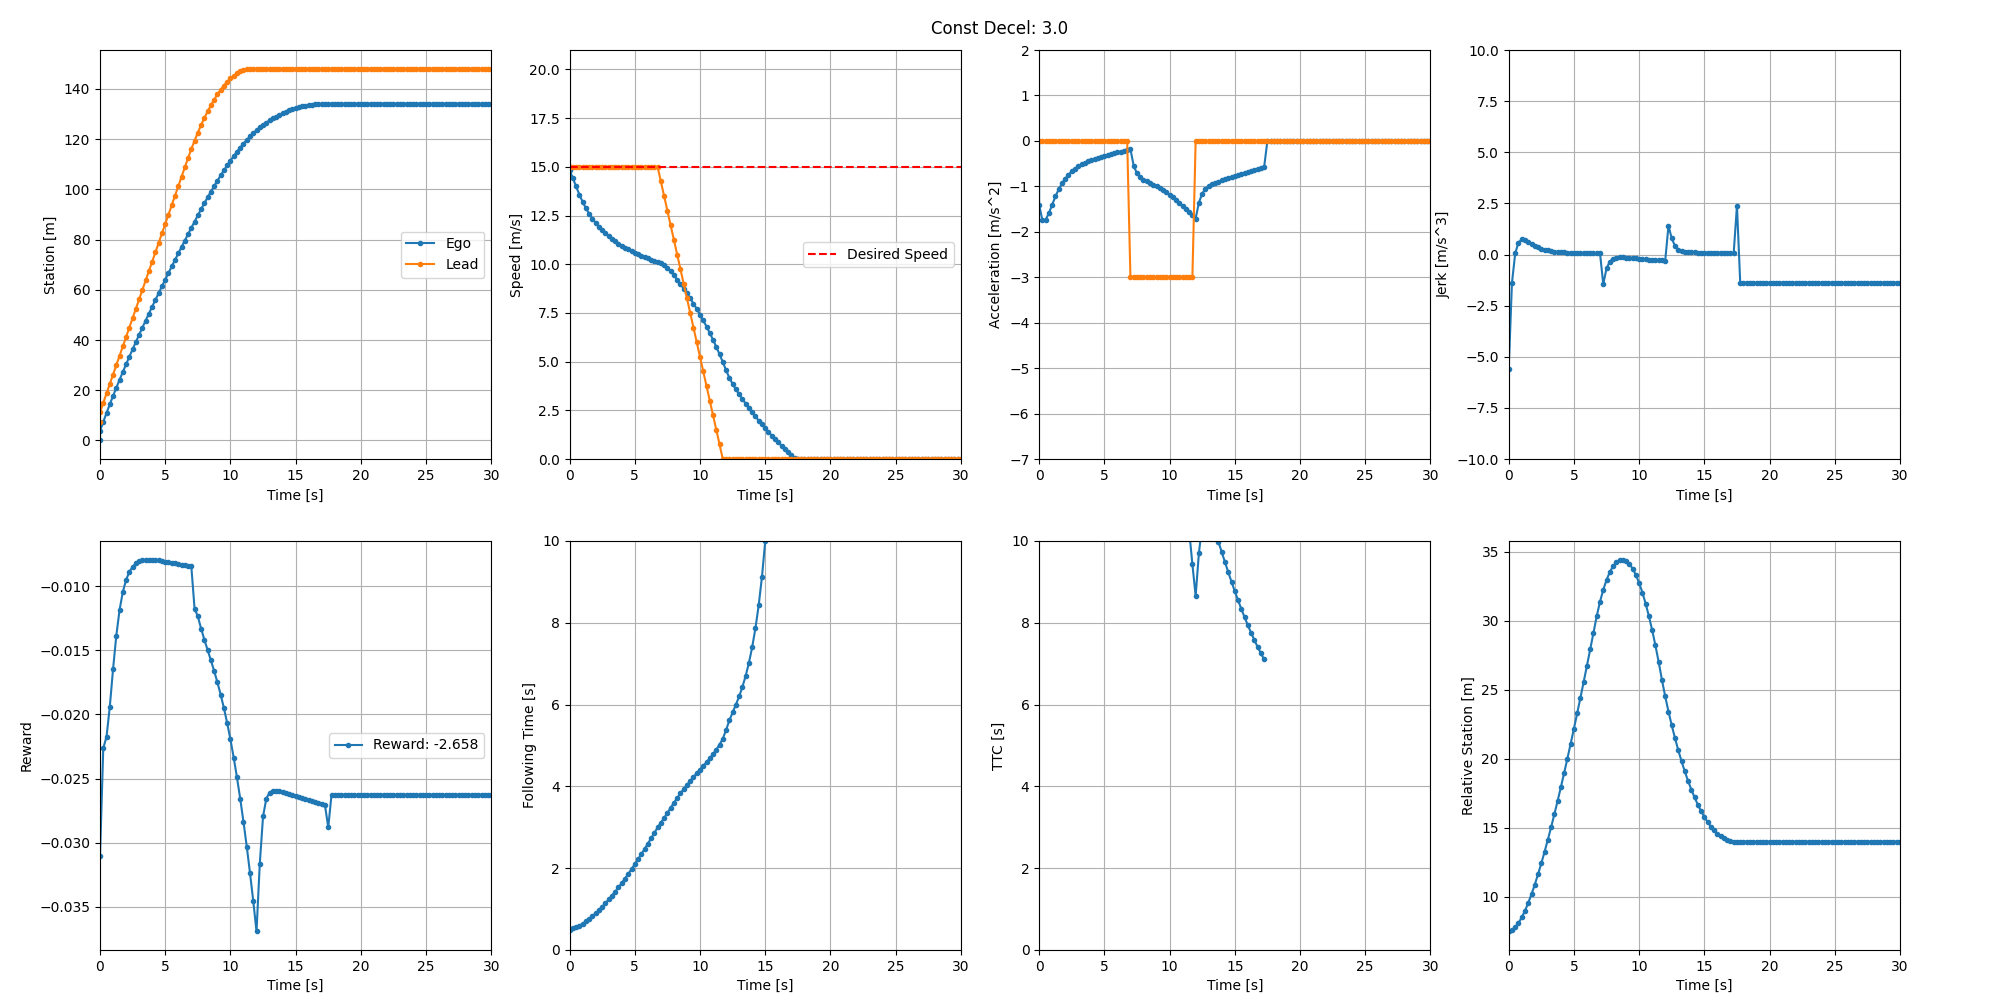 Const Decel: 3.0
Station [m]
140
120
100
80
60
40
20
0
Ego
Lead
0 5 10 15 20 25 30
Time [s]
Speed [m/s]
20.0
17.5
15.0
12.5
10.0
7.5
5.0
2.5
0.0
Desired Speed
0 5 10 15 20 25 30
Time [s]
Acceleration [m/s^2]
2
1
0
−1
−2
−3
−4
−5
−6
−7
0 5 10 15 20 25 30
Time [s]
Jerk [m/s^3]
10.0
7.5
5.0
2.5
0.0
−2.5
−5.0
−7.5
−10.0
0 5 10 15 20 25 30
Time [s]
Reward
−0.010
−0.015
−0.020
−0.025
−0.030
−0.035
Reward: -2.658
0 5 10 15 20 25 30
Time [s]
Following Time [s]
10
8
6
4
2
0
0 5 10 15 20 25 30
Time [s]
TTC [s]
10
8
6
4
2
0
0 5 10 15 20 25 30
Time [s]
Relative Station [m]
35
30
25
20
15
10
0 5 10 15 20 25 30
Time [s]